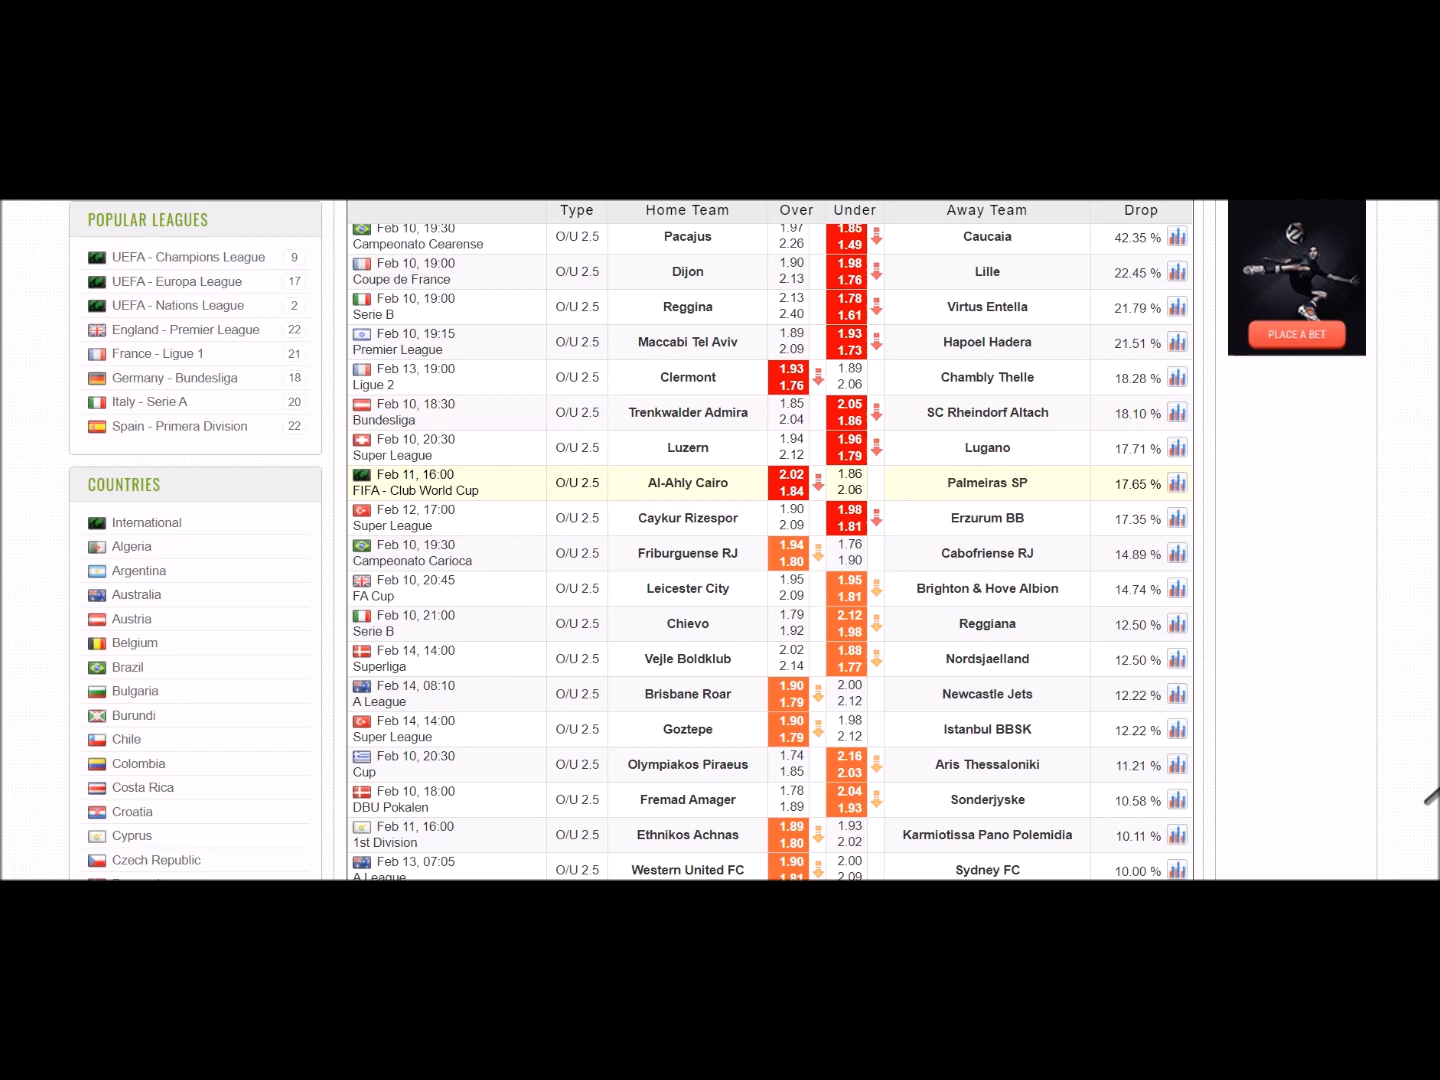 POPULAR LEAGUES
UEFA - Champions League 9
UEFA - Europa League 17
UEFA - Nations League 2
England - Premier League 22
France - Ligue 1 21
Germany - Bundesliga 18
Italy - Serie A 20
Spain - Primera Division 22
COUNTRIES
International
Algeria
Argentina
Australia
Austria
Belgium
Brazil
Bulgaria
Burundi
Chile
Colombia
Costa Rica
Croatia
Cyprus
Czech Republic
Type Home Team Over Under Away Team Drop
Feb 10, 19:30 1.97 1.85
Campeonato Cearense O/U 2.5 Pacajus 2.26 1.49 Caucaia 42.35 %
Feb 10, 19:00 1.90 1.98
Coupe de France O/U 2.5 Dijon 2.13 1.76 Lille 22.45 %
Feb 10, 19:00 2.13 1.78
Serie B O/U 2.5 Reggina 2.40 1.61 Virtus Entella 21.79 %
Feb 10, 19:15 1.89 1.93
Premier League O/U 2.5 Maccabi Tel Aviv 2.09 1.73 Hapoel Hadera 21.51 %
Feb 13, 19:00 1.93 1.89
Ligue 2 O/U 2.5 Clermont 1.76 2.06 Chambly Thelle 18.28 %
Feb 10, 18:30 1.85 2.05
Bundesliga O/U 2.5 Trenkwalder Admira 2.04 1.86 SC Rheindorf Altach 18.10 %
Feb 10, 20:30 1.94 1.96
Super League O/U 2.5 Luzern 2.12 1.79 Lugano 17.71 %
Feb 11, 16:00 2.02 1.86
FIFA - Club World Cup O/U 2.5 Al-Ahly Cairo 1.84 2.06 Palmeiras SP 17.65 %
Feb 12, 17:00 1.90 1.98
Super League O/U 2.5 Caykur Rizespor 2.09 1.81 Erzurum BB 17.35 %
Feb 10, 19:30 1.94 1.76
Campeonato Carioca O/U 2.5 Friburguense RJ 1.80 1.90 Cabofriense RJ 14.89 %
Feb 10, 20:45 1.95 1.95
FA Cup O/U 2.5 Leicester City 2.09 1.81 Brighton & Hove Albion 14.74 %
Feb 10, 21:00 1.79 2.12
Serie B O/U 2.5 Chievo 1.92 1.98 Reggiana 12.50 %
Feb 14, 14:00 2.02 1.88
Superliga O/U 2.5 Vejle Boldklub 2.14 1.77 Nordsjaelland 12.50 %
Feb 14, 08:10 1.90 2.00
A League O/U 2.5 Brisbane Roar 1.79 2.12 Newcastle Jets 12.22 %
Feb 14, 14:00 1.90 1.98
Super League O/U 2.5 Goztepe 1.79 2.12 Istanbul BBSK 12.22 %
Feb 10, 20:30 1.74 2.16
Cup O/U 2.5 Olympiakos Piraeus 1.85 2.03 Aris Thessaloniki 11.21 %
Feb 10, 18:00 1.78 2.04
DBU Pokalen O/U 2.5 Fremad Amager 1.89 1.93 Sonderjyske 10.58 %
Feb 11, 16:00 1.89 1.93
1st Division O/U 2.5 Ethnikos Achnas 1.80 2.02 Karmiotissa Pano Polemidia 10.11 %
Feb 13, 07:05 1.90 2.00
A League O/U 2.5 Western United FC 1.81 2.09 Sydney FC 10.00 %
PLACE A BET